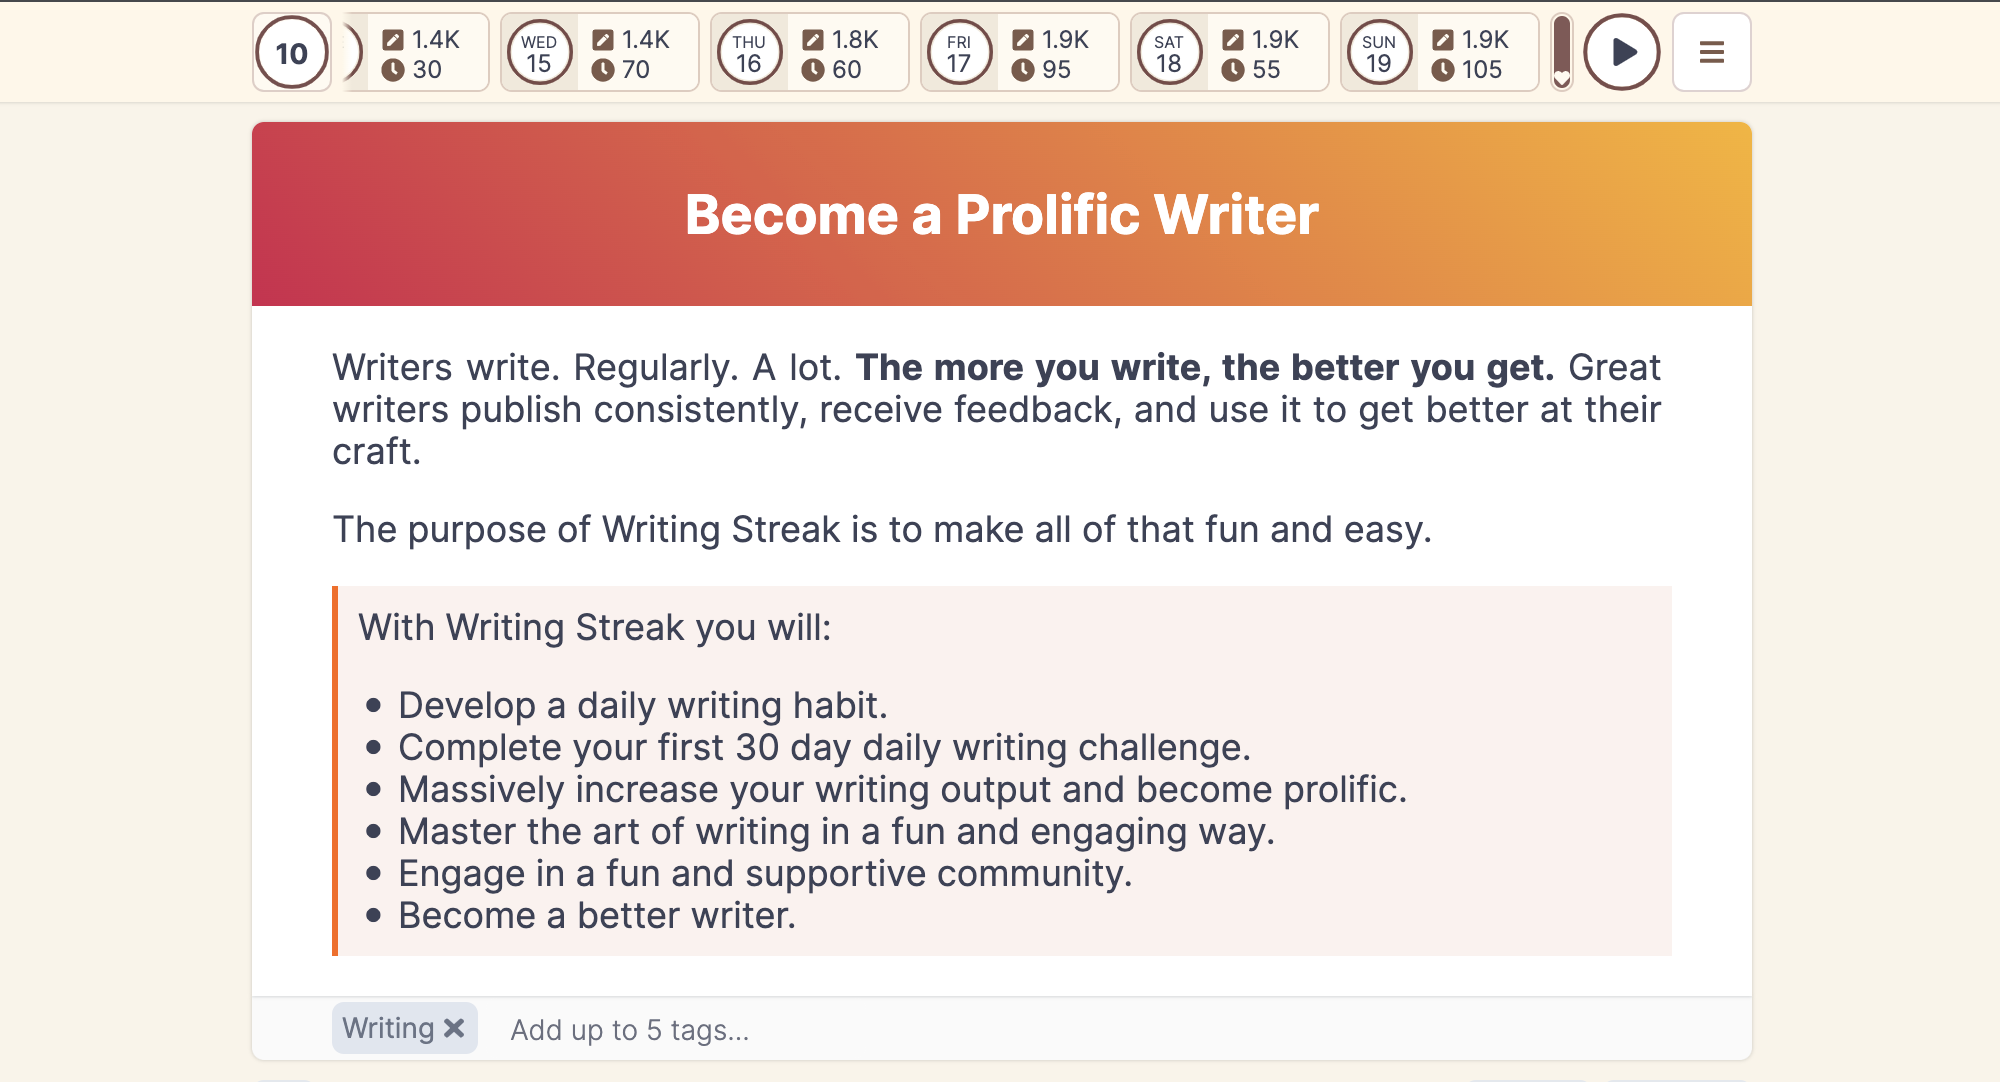 10
1.4K
30
WED
15
1.4K
70
THU
16
1.8K
60
FRI
17
1.9K
95
SAT
18
1.9K
55
SUN
19
1.9K
105
Become a Prolific Writer
Writers write. Regularly. A lot. The more you write, the better you get. Great
writers publish consistently, receive feedback, and use it to get better at their
craft.
The purpose of Writing Streak is to make all of that fun and easy.
With Writing Streak you will:
• Develop a daily writing habit.
• Complete your first 30 day daily writing challenge.
• Massively increase your writing output and become prolific.
• Master the art of writing in a fun and engaging way.
• Engage in a fun and supportive community.
• Become a better writer.
Writing
Add up to 5 tags...